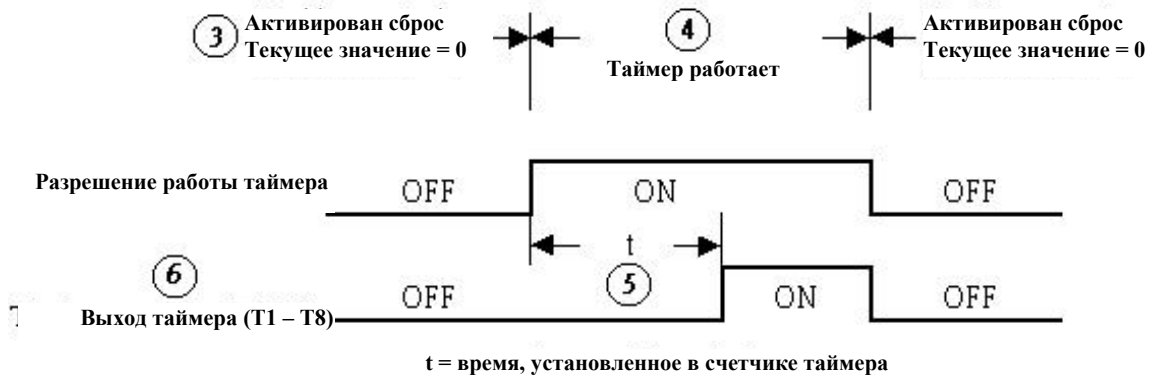 3 Активирован сброс
Текущее значение = 0
4
Таймер работает
Активирован сброс
Текущее значение = 0
Разрешение работы таймера
OFF
ON
OFF
t
6
5
Выход таймера (T1 – T8)
OFF
ON
OFF
t = время, установленное в счетчике таймера